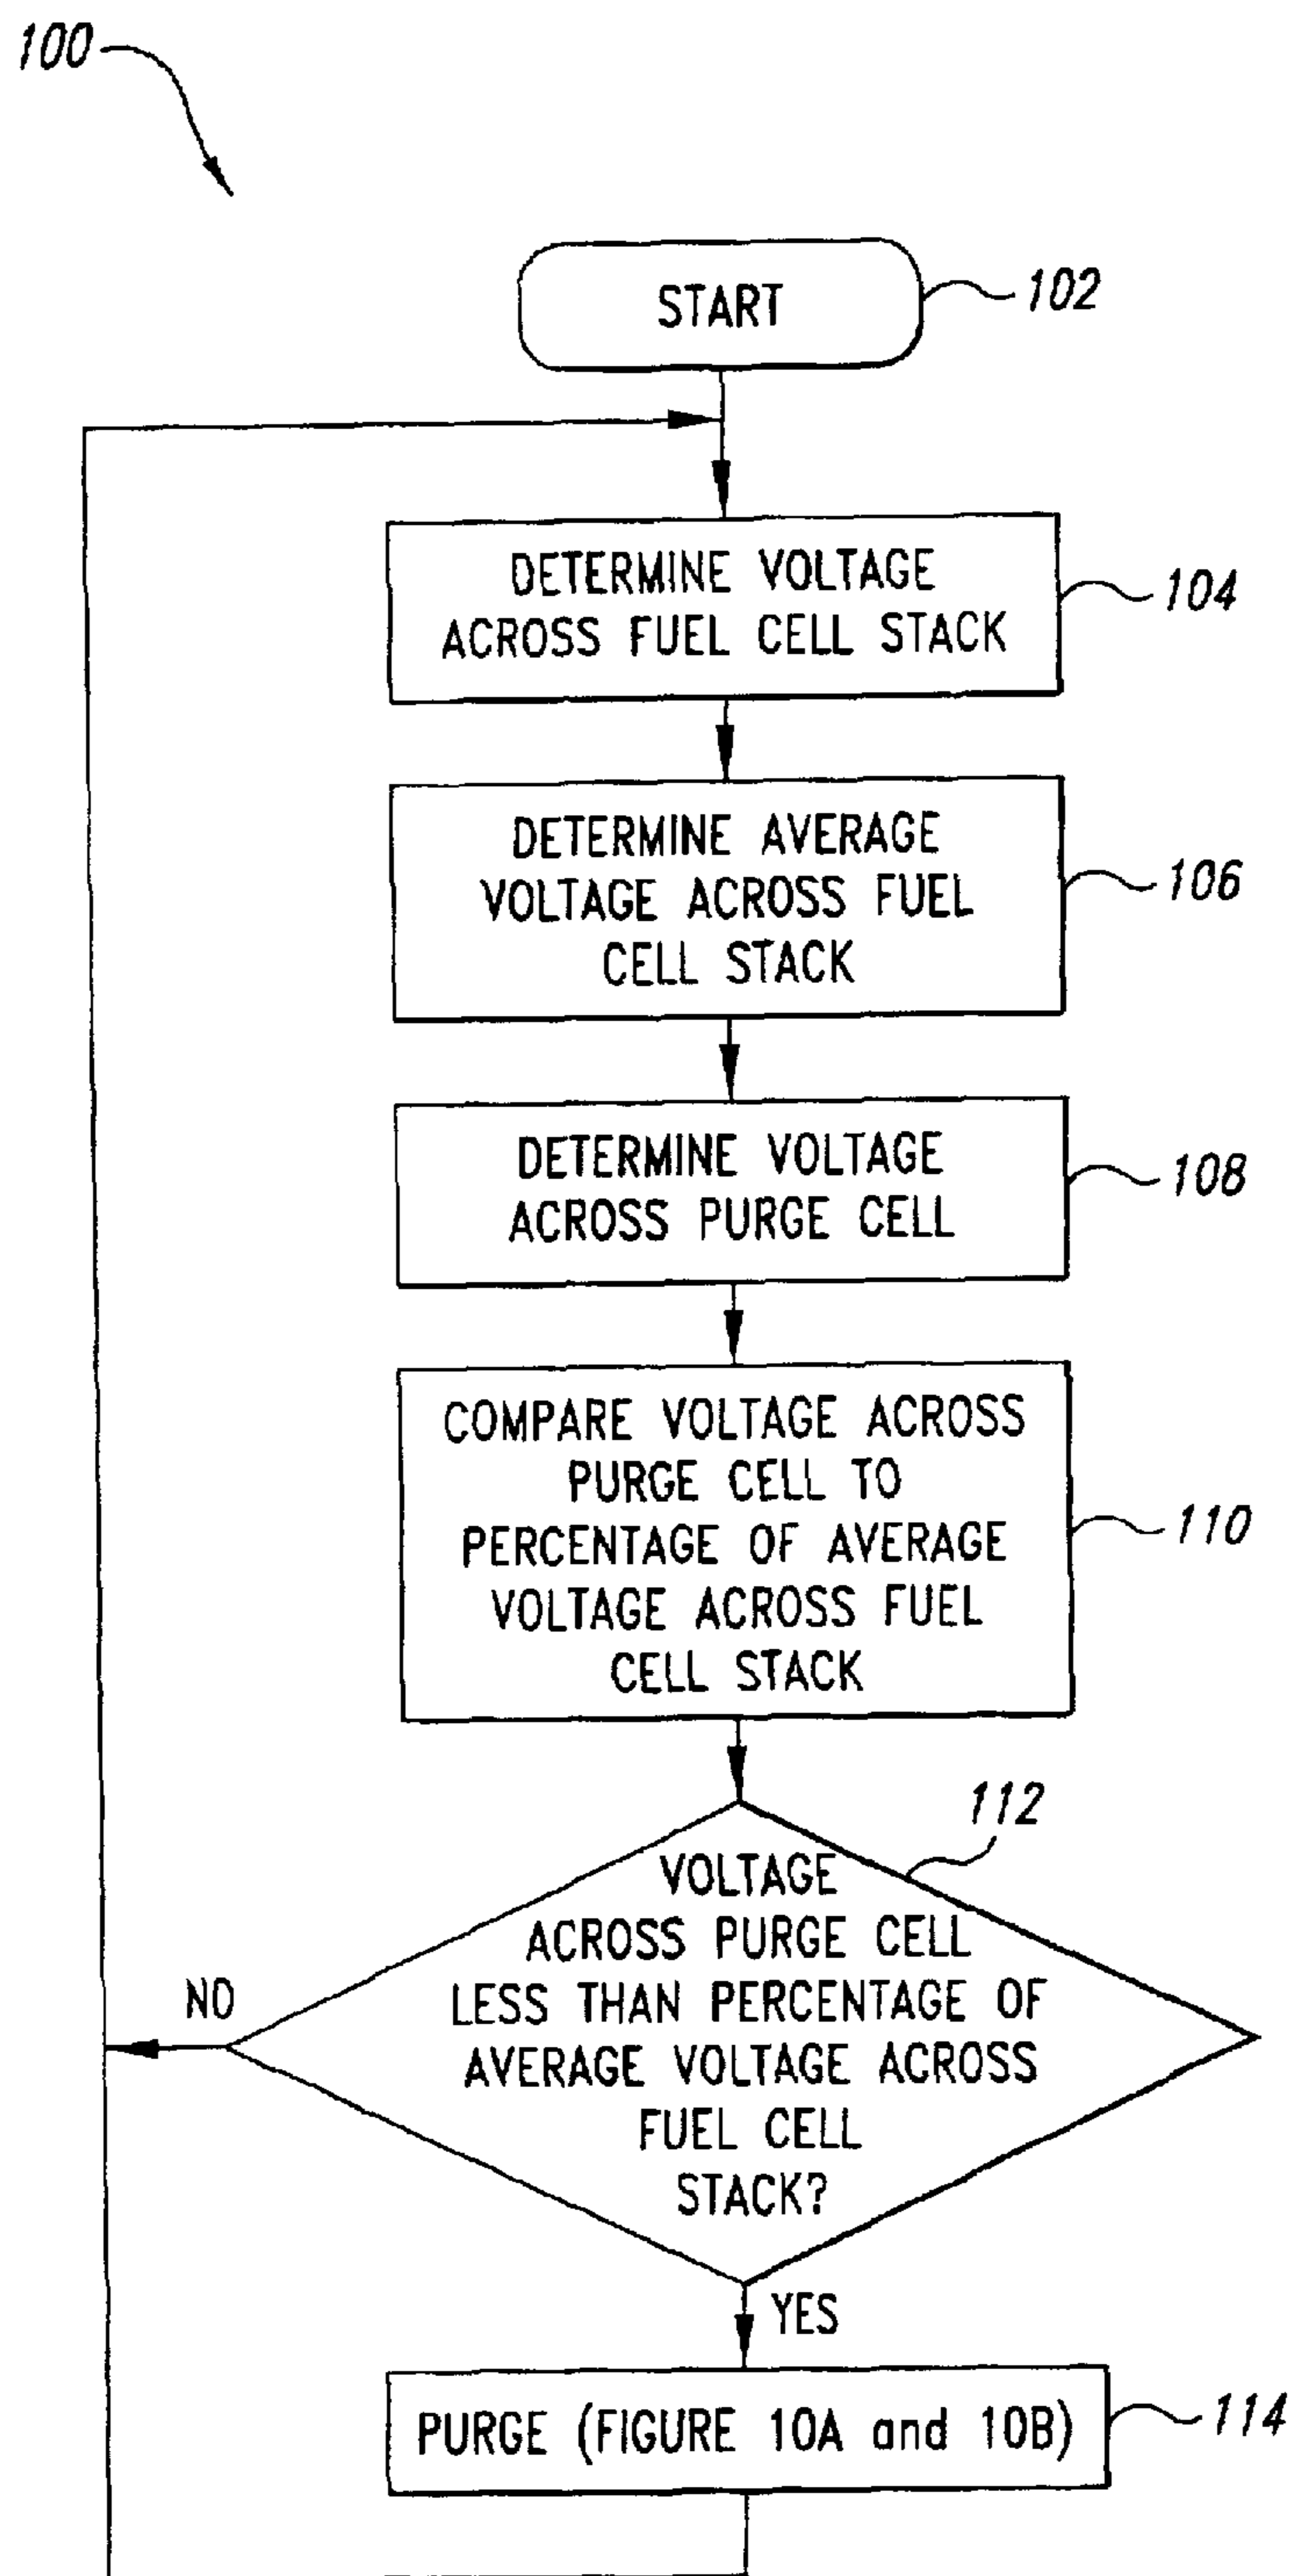 100
START
102
DETERMINE VOLTAGE
ACROSS FUEL CELL STACK
104
DETERMINE AVERAGE
VOLTAGE ACROSS FUEL
CELL STACK
106
DETERMINE VOLTAGE
ACROSS PURGE CELL
108
COMPARE VOLTAGE ACROSS
PURGE CELL TO
PERCENTAGE OF AVERAGE
VOLTAGE ACROSS FUEL
CELL STACK
110
112
VOLTAGE
ACROSS PURGE CELL
LESS THAN PERCENTAGE OF
AVERAGE VOLTAGE ACROSS
FUEL CELL
STACK?
NO
YES
PURGE (FIGURE 10A and 10B)
114